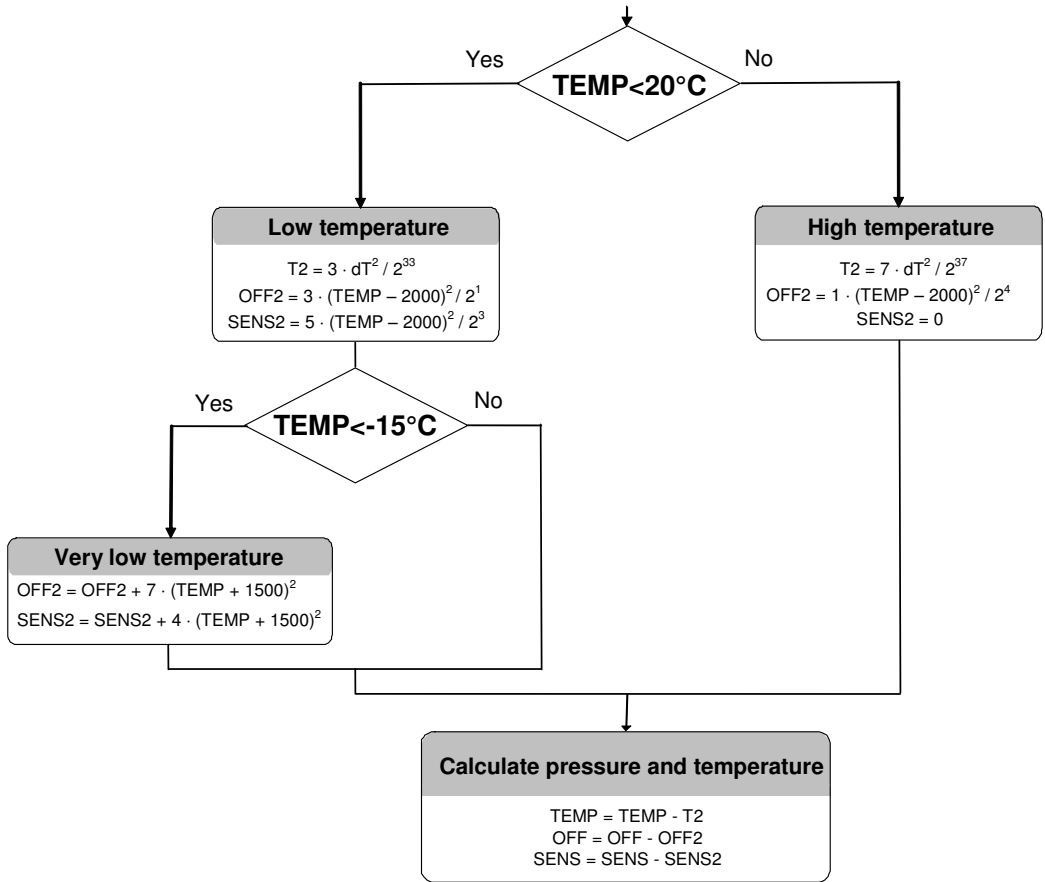 Yes
No
TEMP<20°C
Low temperature
T2 = 3 · dT² / 2³³
OFF2 = 3 · (TEMP – 2000)² / 2¹
SENS2 = 5 · (TEMP – 2000)² / 2³
High temperature
T2 = 7 · dT² / 2³⁷
OFF2 = 1 · (TEMP – 2000)² / 2⁴
SENS2 = 0
Yes
No
TEMP<-15°C
Very low temperature
OFF2 = OFF2 + 7 · (TEMP + 1500)²
SENS2 = SENS2 + 4 · (TEMP + 1500)²
Calculate pressure and temperature
TEMP = TEMP - T2
OFF = OFF - OFF2
SENS = SENS - SENS2